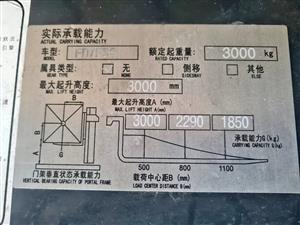 实际承载能力
ACTUAL CARRYING CAPACITY
车型:
MODEL
额定起重量: 3000 kg
RATED CAPACITY
属具类型: 无 侧移 其他
GEAR TYPE NONE SIDESWAY ELSE
最大起升高度: 3000 mm
MAX. LIFT HEIGHT
最大起升高度A (mm)
MAX. LIFT HEIGHT A (mm)
3000 2290 1850
承载能力Q(kg)
CARRYING CAPACITY Q (kg)
B
A
B
500 800 1100
门架垂直状态承载能力
VERTICAL BEARING CAPACITY OF PORTAL FRAME
载荷中心距B (mm)
LOAD CENTER DISTANCE B (mm)